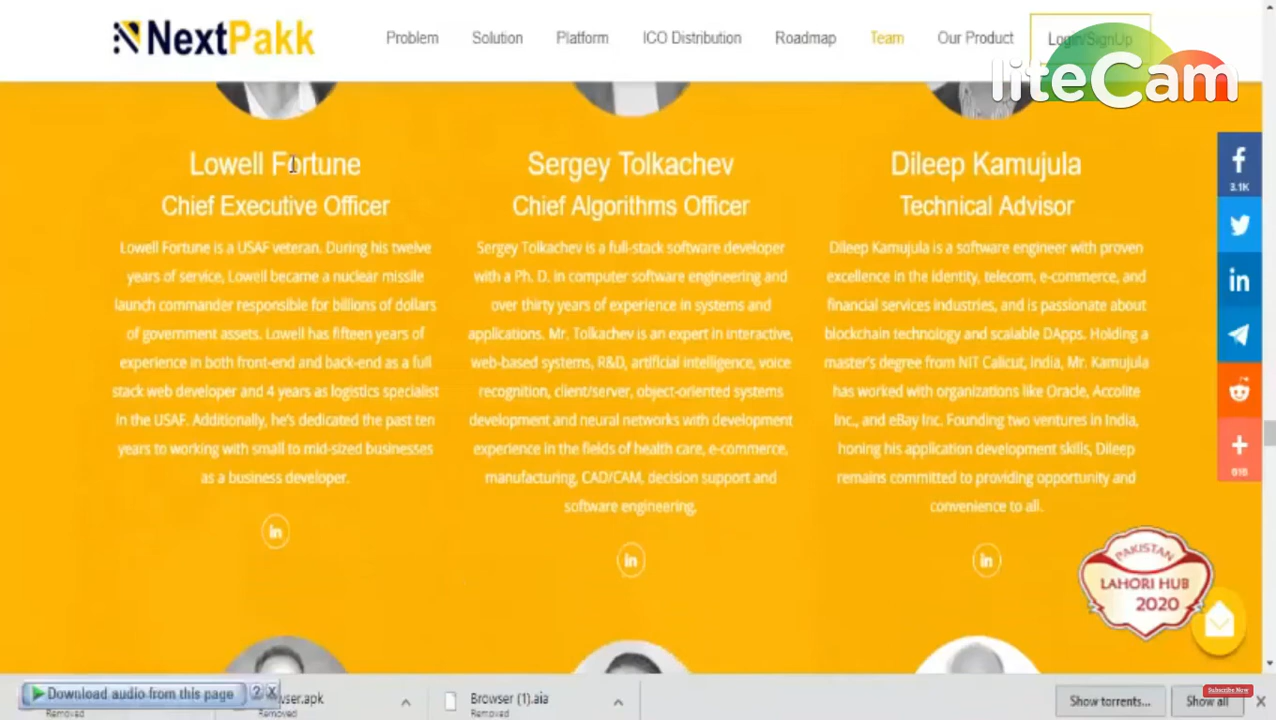 NextPakk
Problem
Solution
Platform
ICO Distribution
Roadmap
Team
Our Product
Login/SignUp
liteCam
Lowell Fortune
Chief Executive Officer
Lowell Fortune is a USAF veteran. During his twelve
years of service, Lowell became a nuclear missile
launch commander responsible for billions of dollars
of government assets. Lowell has fifteen years of
experience in both front-end and back-end as a full
stack web developer and 4 years as logistics specialist
in the USAF. Additionally, he's dedicated the past ten
years to working with small to mid-sized businesses
as a business developer.
in
Sergey Tolkachev
Chief Algorithms Officer
Sergey Tolkachev is a full-stack software developer
with a Ph. D. in computer software engineering and
over thirty years of experience in systems and
applications. Mr. Tolkachev is an expert in interactive,
web-based systems, R&D, artificial intelligence, voice
recognition, client/server, object-oriented systems
development and neural networks with development
experience in the fields of health care, e-commerce,
manufacturing, CAD/CAM, decision support and
software engineering.
in
Dileep Kamujula
Technical Advisor
Dileep Kamujula is a software engineer with proven
excellence in the identity, telecom, e-commerce, and
financial services industries, and is passionate about
blockchain technology and scalable DApps. Holding a
master's degree from NIT Calicut, India, Mr. Kamujula
has worked with organizations like Oracle, Accolite
Inc., and eBay Inc. Founding two ventures in India,
honing his application development skills, Dileep
remains committed to providing opportunity and
convenience to all.
in
f
3.1K
in
+
PAKISTAN
LAHORI HUB
2020
Download audio from this page
?
X
wser.apk
Removed
Removed
Browser (1).aia
Removed
Show torrents...
Show all
Subscribe Now